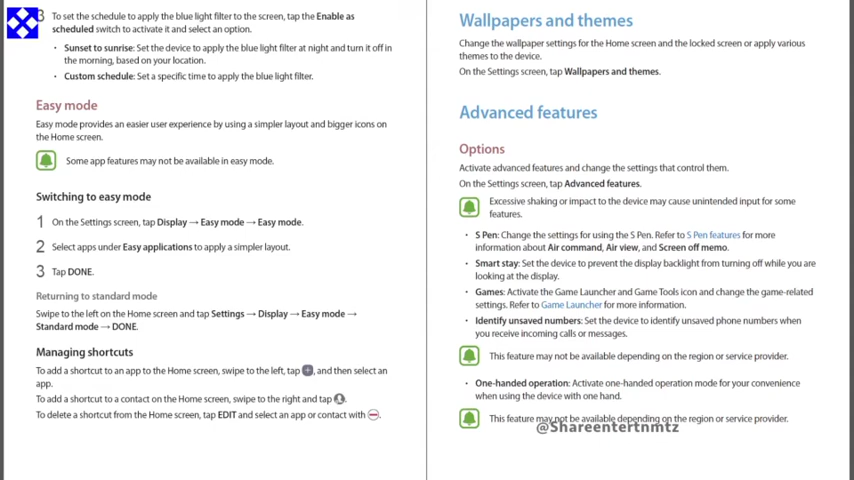 3 To set the schedule to apply the blue light filter to the screen, tap the Enable as
scheduled switch to activate it and select an option.
• Sunset to sunrise: Set the device to apply the blue light filter at night and turn it off in
the morning, based on your location.
• Custom schedule: Set a specific time to apply the blue light filter.
Easy mode
Easy mode provides an easier user experience by using a simpler layout and bigger icons on
the Home screen.
Some app features may not be available in easy mode.
Switching to easy mode
1 On the Settings screen, tap Display → Easy mode → Easy mode.
2 Select apps under Easy applications to apply a simpler layout.
3 Tap DONE.
Returning to standard mode
Swipe to the left on the Home screen and tap Settings → Display → Easy mode →
Standard mode → DONE.
Managing shortcuts
To add a shortcut to an app to the Home screen, swipe to the left, tap , and then select an
app.
To add a shortcut to a contact on the Home screen, swipe to the right and tap .
To delete a shortcut from the Home screen, tap EDIT and select an app or contact with .
Wallpapers and themes
Change the wallpaper settings for the Home screen and the locked screen or apply various
themes to the device.
On the Settings screen, tap Wallpapers and themes.
Advanced features
Options
Activate advanced features and change the settings that control them.
On the Settings screen, tap Advanced features.
Excessive shaking or impact to the device may cause unintended input for some
features.
• S Pen: Change the settings for using the S Pen. Refer to S Pen features for more
information about Air command, Air view, and Screen off memo.
• Smart stay: Set the device to prevent the display backlight from turning off while you are
looking at the display.
• Games: Activate the Game Launcher and Game Tools icon and change the game-related
settings. Refer to Game Launcher for more information.
• Identify unsaved numbers: Set the device to identify unsaved phone numbers when
you receive incoming calls or messages.
This feature may not be available depending on the region or service provider.
• One-handed operation: Activate one-handed operation mode for your convenience
when using the device with one hand.
This feature may not be available depending on the region or service provider.
@Shareentertnmtz